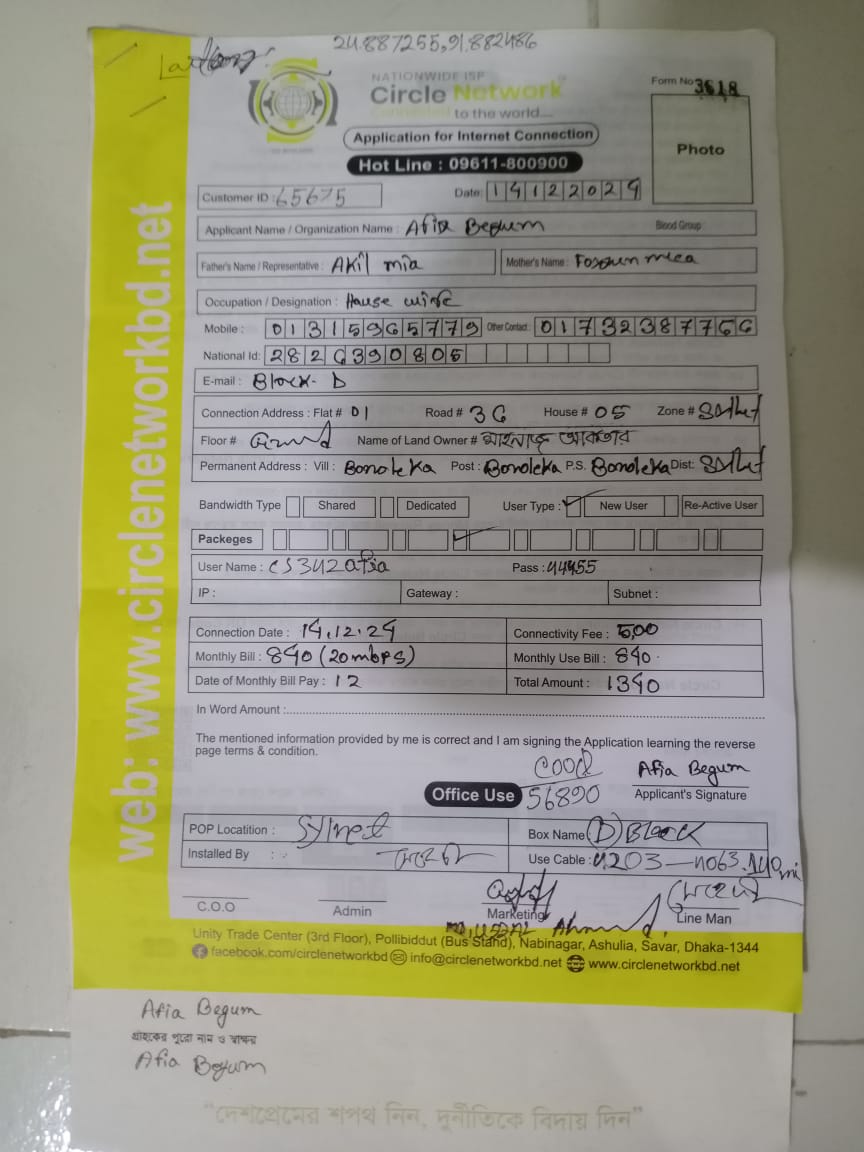 24.887255,91.882486
NATIONWIDE ISP
Circle Network
Connected to the world....
Form No 3618
Application for Internet Connection
Photo
Hot Line : 09611-800900
Customer ID : 65675
Date: 14122024
Applicant Name / Organization Name : Afia Begum
Blood Group
Father's Name / Representative : Akil mia
Mother's Name :
Occupation / Designation : House wife
Mobile : 01315965779 Other Contact : 01732387766
National Id: 2826390805
E-mail : Block- D
Connection Address : Flat # 01 Road # 36 House # 05 Zone # Sylhet
Floor # Name of Land Owner #
Permanent Address : Vill : Bonoleka Post : Bonoleka P.S. Bonoleka Dist: Sylhet
Bandwidth Type Shared Dedicated User Type : New User Re-Active User
Packeges
User Name : cs342afia Pass : 44455
IP : Gateway : Subnet :
Connection Date : 14.12.24 Connectivity Fee : 500
Monthly Bill : 840 (20mbps) Monthly Use Bill : 840
Date of Monthly Bill Pay : 12 Total Amount : 1340
In Word Amount :
The mentioned information provided by me is correct and I am signing the Application learning the reverse
page terms & condition.
Afia Begum
Office Use 56890 Applicant's Signature
POP Locatition : Sylhet Box Name (D) Block
Installed By : Use Cable :
C.O.O Admin Marketing Line Man
Ahmed
Unity Trade Center (3rd Floor), Pollibiddut (Bus Stand), Nabinagar, Ashulia, Savar, Dhaka-1344
facebook.com/circlenetworkbd info@circlenetworkbd.net www.circlenetworkbd.net
web: www.circlenetworkbd.net
Afia Begum
গ্রাহকের পুরো নাম ও স্বাক্ষর
Afia Begum
“দেশপ্রেমের শপথ নিন, দুর্নীতিকে বিদায় দিন”